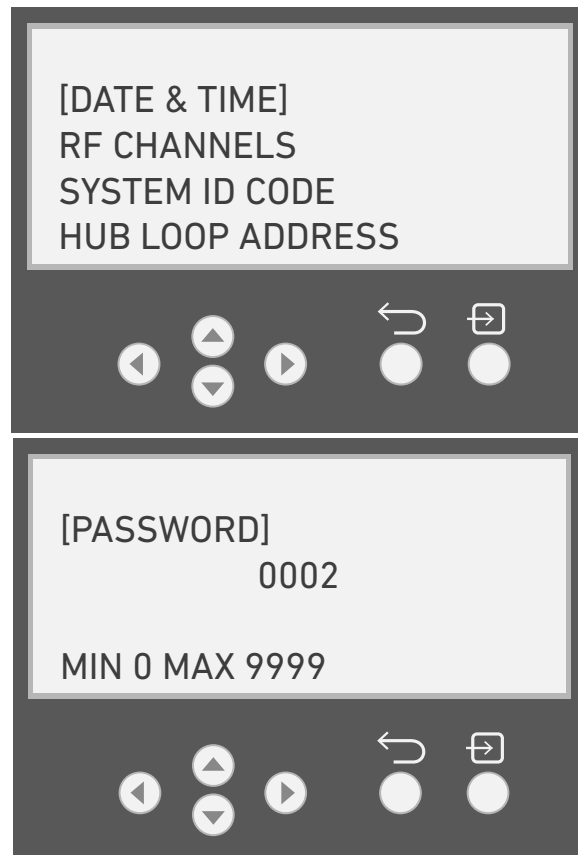 [DATE & TIME]
RF CHANNELS
SYSTEM ID CODE
HUB LOOP ADDRESS
[PASSWORD]
0002
MIN 0 MAX 9999